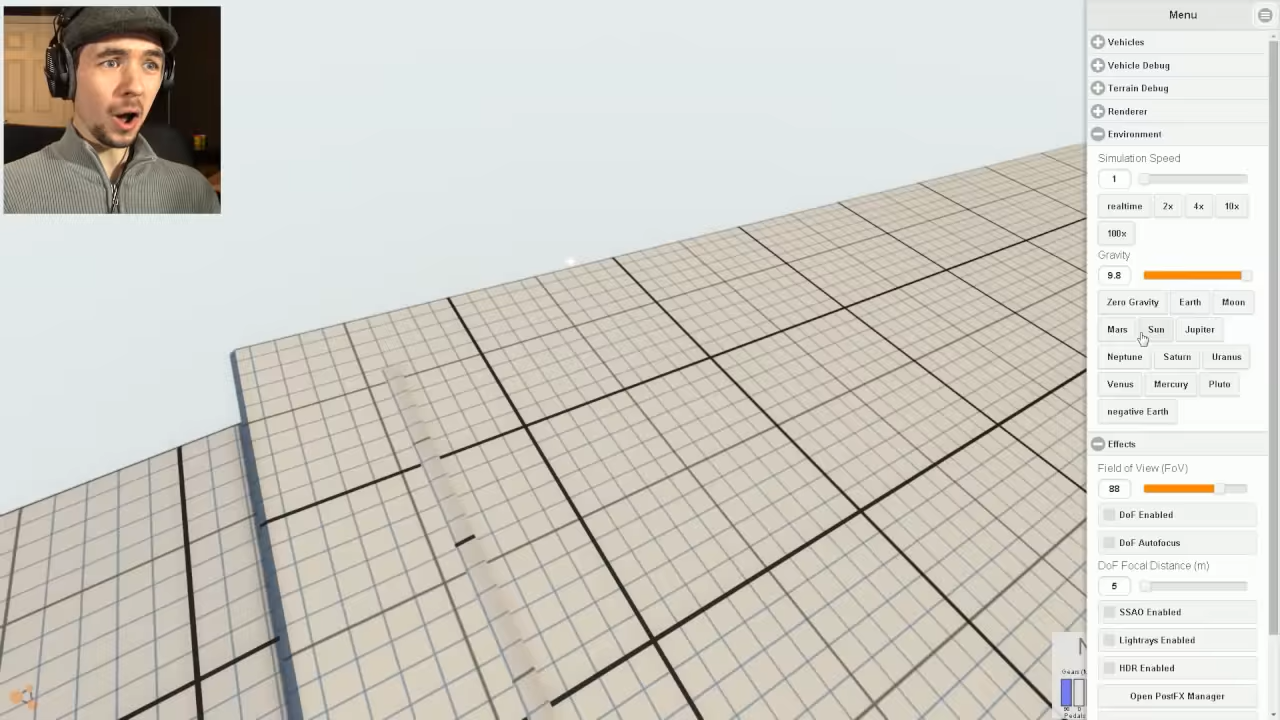 Menu
Vehicles
Vehicle Debug
Terrain Debug
Renderer
Environment
Simulation Speed
1
realtime 2x 4x 10x
100x
Gravity
9.8
Zero Gravity Earth Moon
Mars Sun Jupiter
Neptune Saturn Uranus
Venus Mercury Pluto
negative Earth
Effects
Field of View (FoV)
88
DoF Enabled
DoF Autofocus
DoF Focal Distance (m)
5
SSAO Enabled
Lightrays Enabled
HDR Enabled
Open PostFX Manager
N
Gears
Pedals